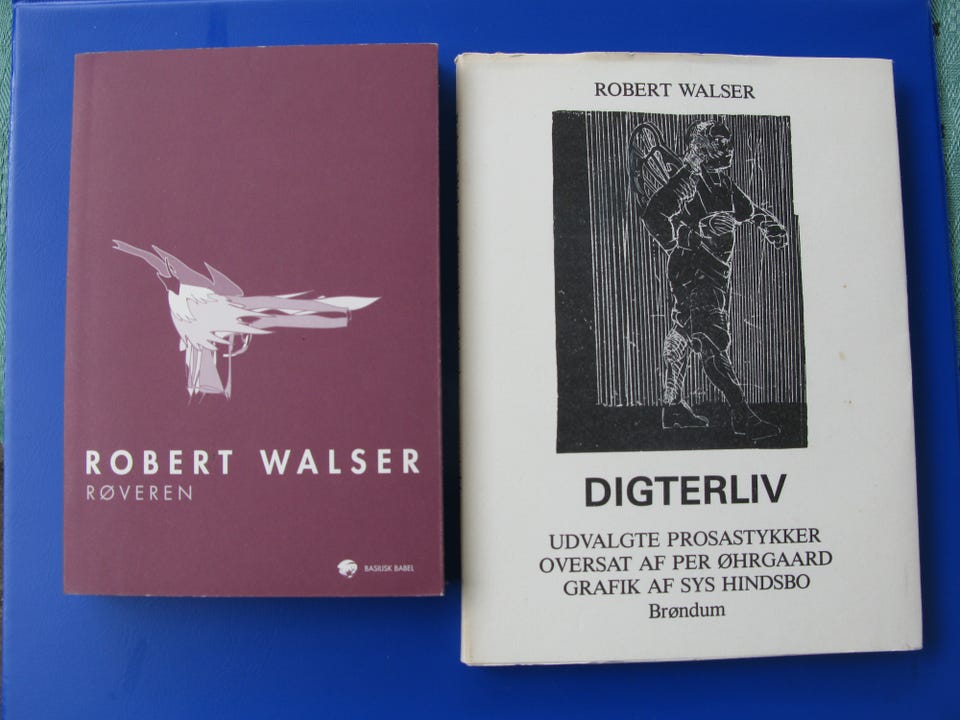 ROBERT WALSER
RØVEREN
BASILISK BABEL
ROBERT WALSER
DIGTERLIV
UDVALGTE PROSASTYKKER
OVERSAT AF PER ØHRGAARD
GRAFIK AF SYS HINDSBO
Brøndum